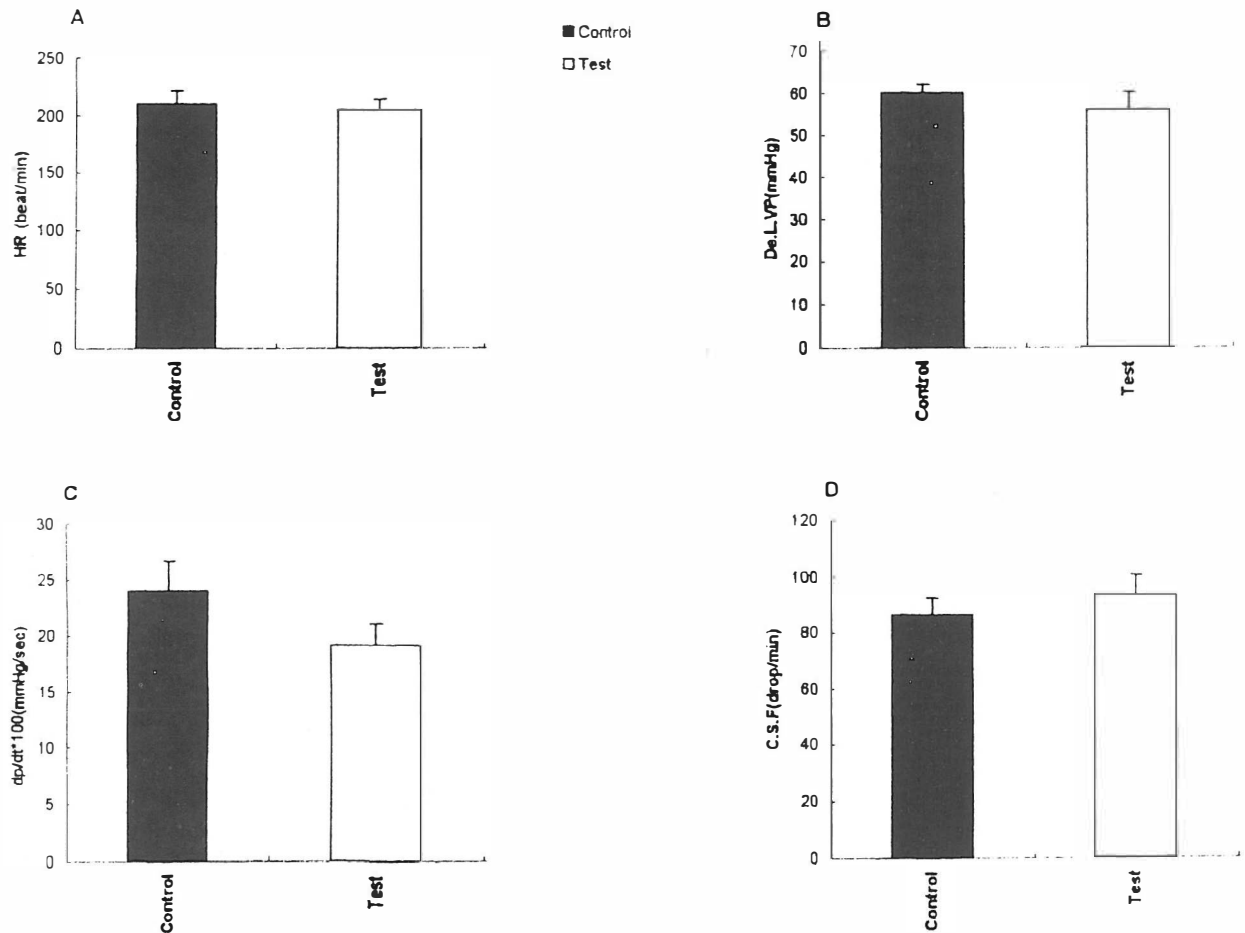 A
Control
Test
250
200
150
100
50
0
HR (beat/min)
Control
Test
B
70
60
50
40
30
20
10
0
De.L.VP(mmHg)
Control
Test
C
30
25
20
15
10
5
0
dp/dt*100(mmHg/sec)
Control
Test
D
120
100
80
60
40
20
0
C.S.F(drop/min)
Control
Test